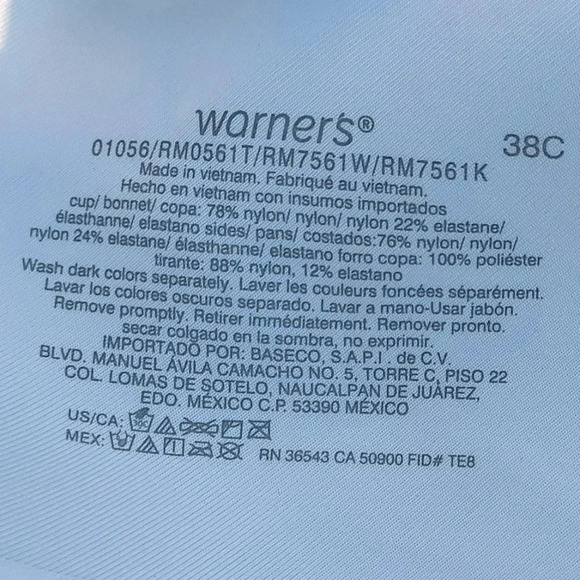 warner's®
38C
01056/RM0561T/RM7561W/RM7561K
Made in vietnam. Fabriqué au vietnam.
Hecho en vietnam con insumos importados
cup/ bonnet/ copa: 78% nylon/ nylon/ nylon 22% elastane/
élasthanne/ elastano sides/ pans/ costados:76% nylon/ nylon/
nylon 24% elastane/ élasthanne/ elastano forro copa: 100% poliéster
tirante: 88% nylon, 12% elastano
Wash dark colors separately. Laver les couleurs foncées séparément.
Lavar los colores oscuros separado. Lavar a mano-Usar jabón.
Remove promptly. Retirer immédiatement. Remover pronto.
secar colgado en la sombra, no exprimir.
IMPORTADO POR: BASECO, S.A.P.I. de C.V.
BLVD. MANUEL ÁVILA CAMACHO NO. 5, TORRE C, PISO 22
COL. LOMAS DE SOTELO, NAUCALPAN DE JUÁREZ,
EDO. MÉXICO C.P. 53390 MÉXICO
US/CA:
MEX:
RN 36543 CA 50900 FID# TE8